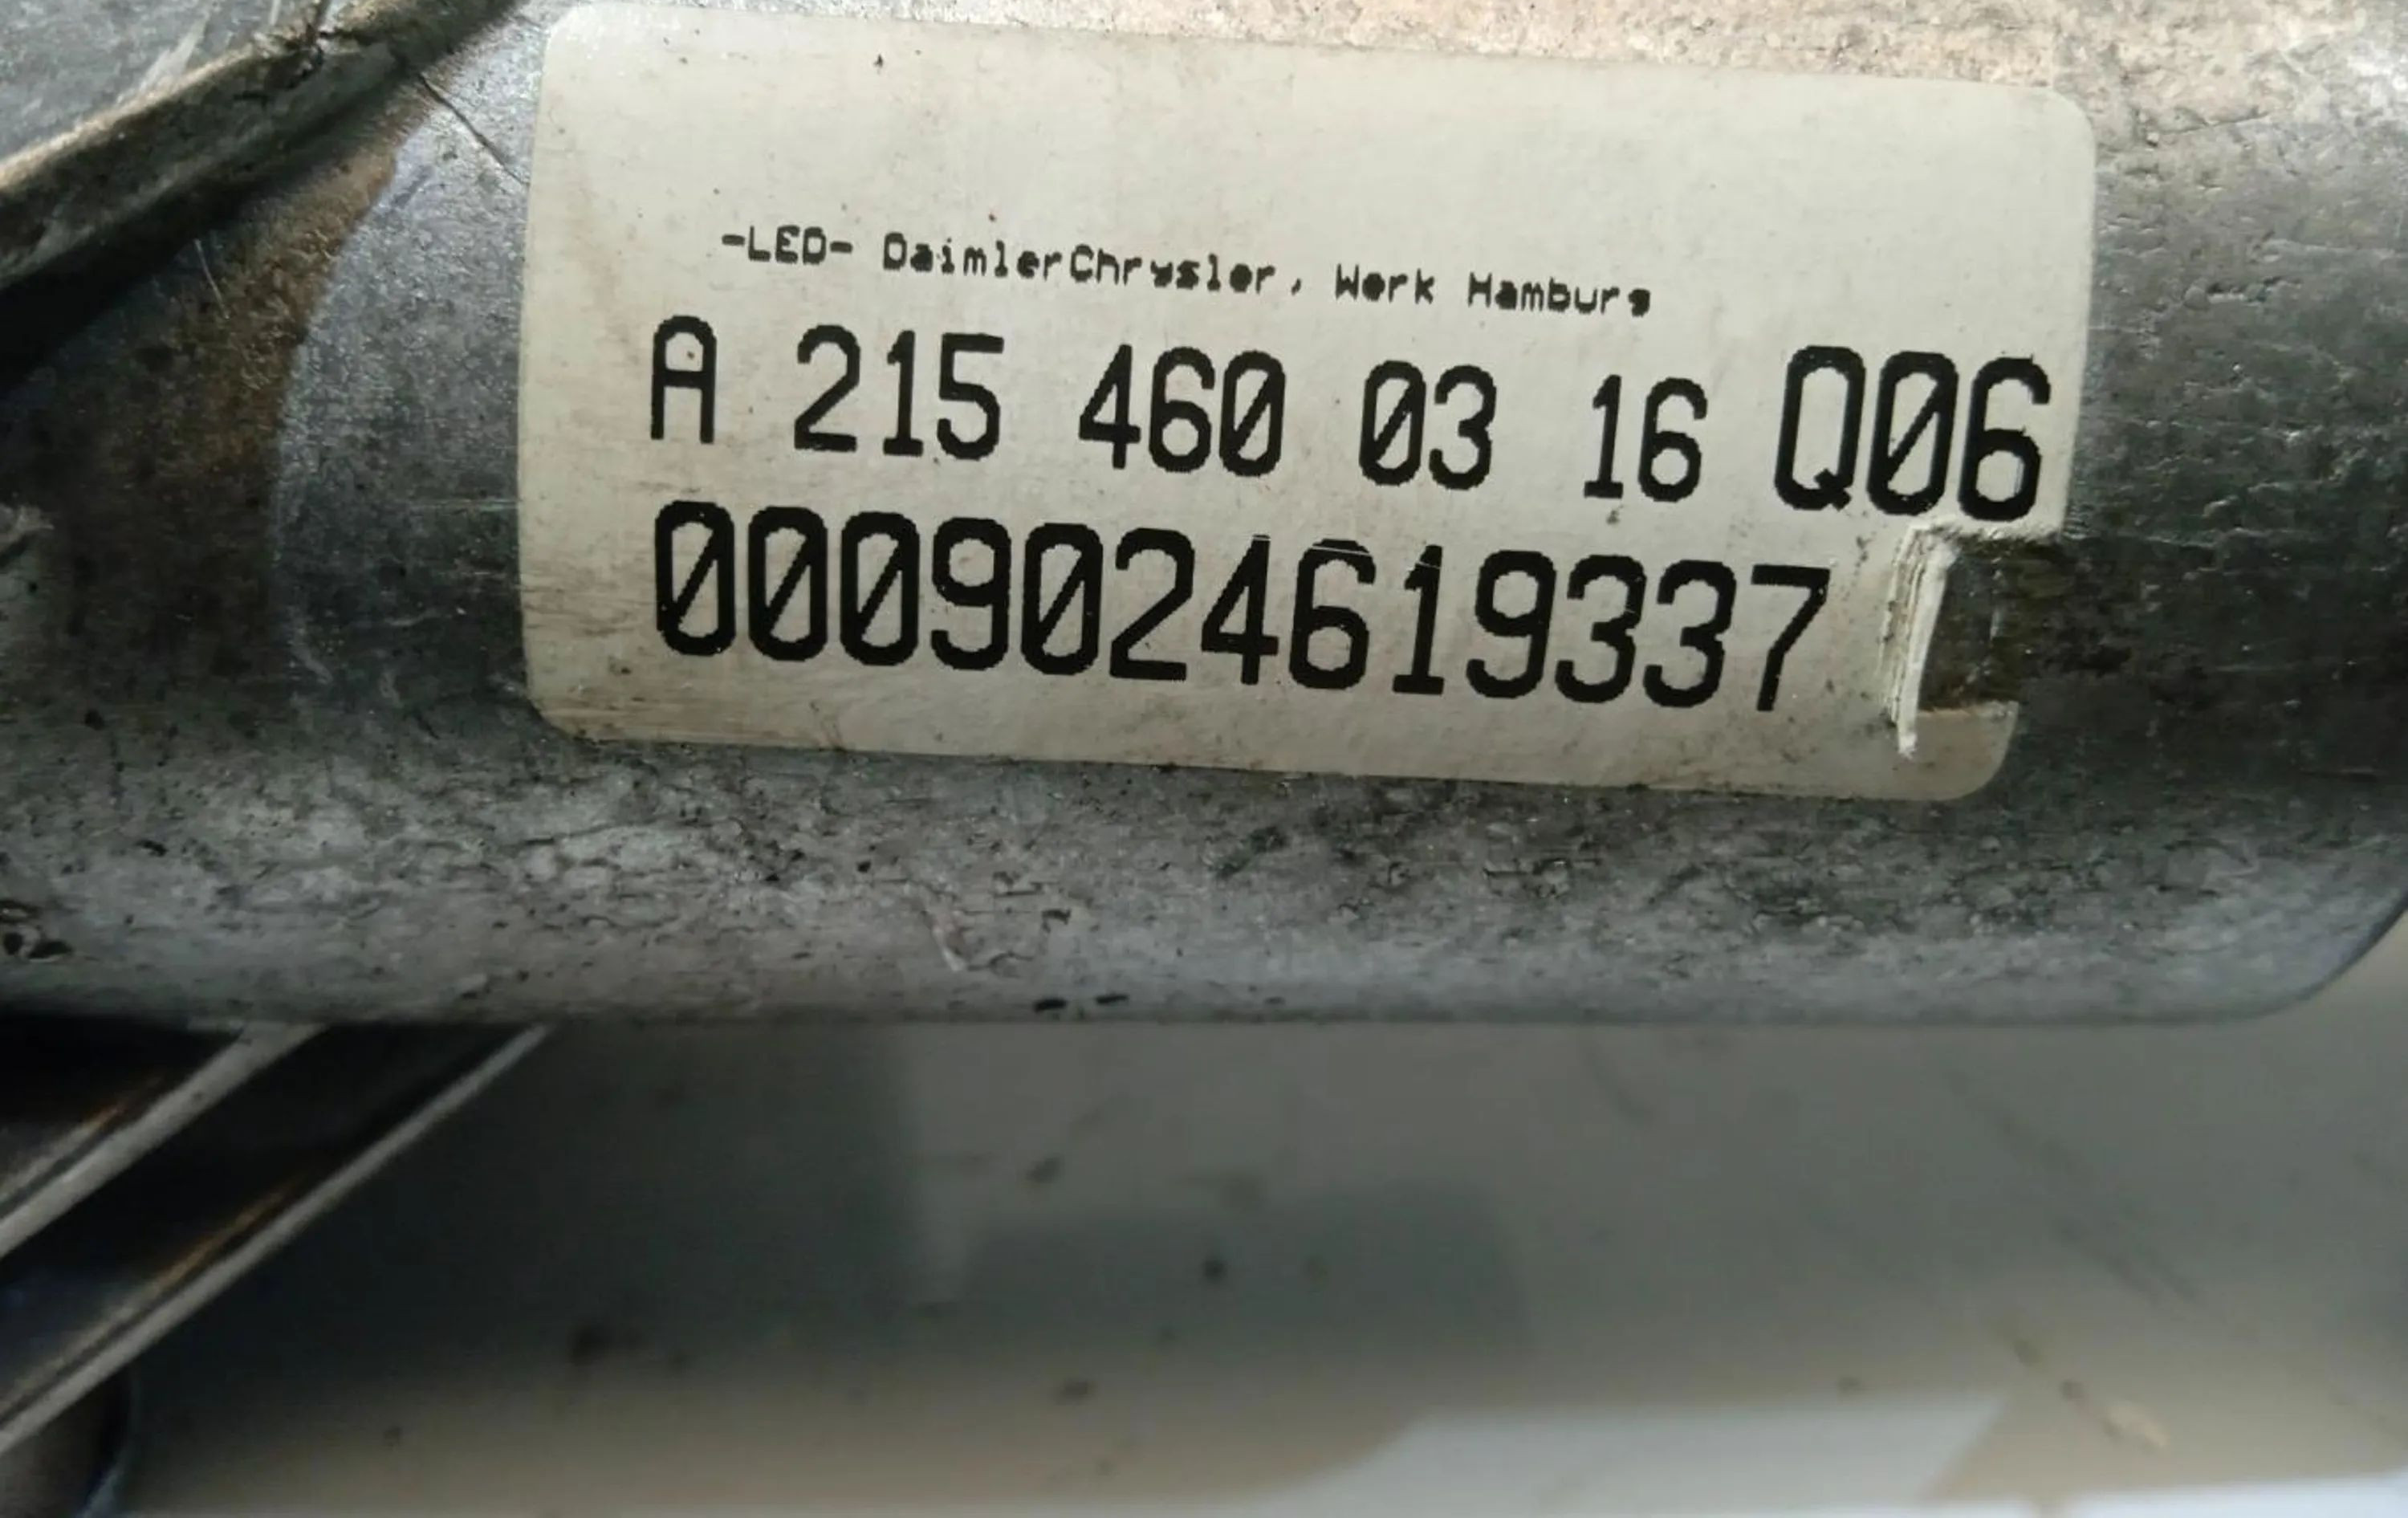 -LED- DaimlerChrysler, Werk Hamburg
A 215 460 03 16 Q06
0009024619337